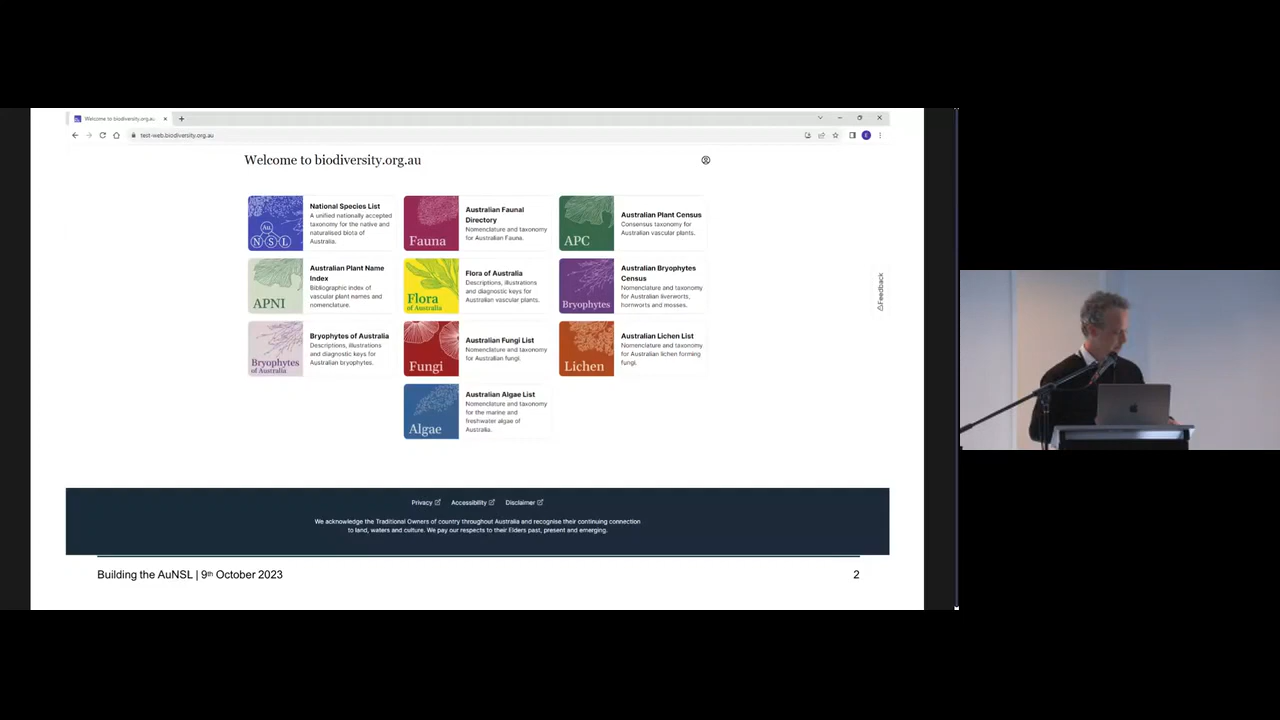 Welcome to biodiversity.org.au
test-web.biodiversity.org.au
Welcome to biodiversity.org.au
Au
NSL
National Species List
A unified nationally accepted
taxonomy for the native and
naturalised biota of
Australia.
Fauna
Australian Faunal
Directory
Nomenclature and taxonomy
for Australian Fauna.
APC
Australian Plant Census
Consensus taxonomy for
Australian vascular plants.
APNI
Australian Plant Name
Index
Bibliographic index of
vascular plant names and
nomenclature.
Flora
of Australia
Flora of Australia
Descriptions, illustrations
and diagnostic keys for
Australian vascular plants.
Bryophytes
Australian Bryophytes
Census
Nomenclature and taxonomy
for Australian liverworts,
hornworts and mosses.
Bryophytes
of Australia
Bryophytes of Australia
Descriptions, illustrations
and diagnostic keys for
Australian bryophytes.
Fungi
Australian Fungi List
Nomenclature and taxonomy
for Australian fungi.
Lichen
Australian Lichen List
Nomenclature and taxonomy
for Australian lichen forming
fungi.
Algae
Australian Algae List
Nomenclature and taxonomy
for the marine and
freshwater algae of
Australia.
Feedback
Privacy Accessibility Disclaimer
We acknowledge the Traditional Owners of country throughout Australia and recognise their continuing connection
to land, waters and culture. We pay our respects to their Elders past, present and emerging.
Building the AuNSL | 9th October 2023
2